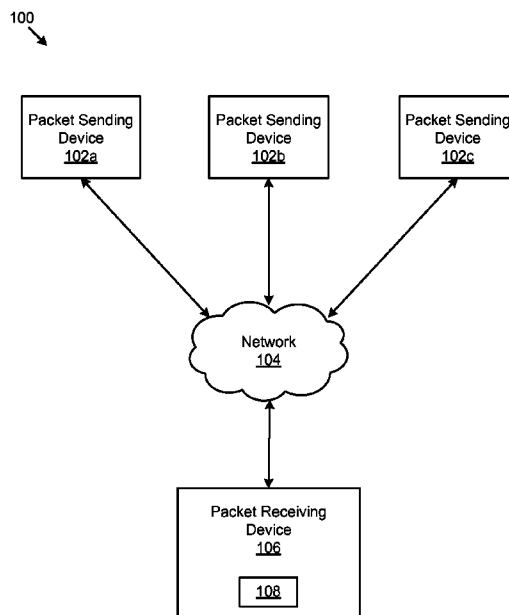 100
Packet Sending
Device
102a
Packet Sending
Device
102b
Packet Sending
Device
102c
Network
104
Packet Receiving
Device
106
108